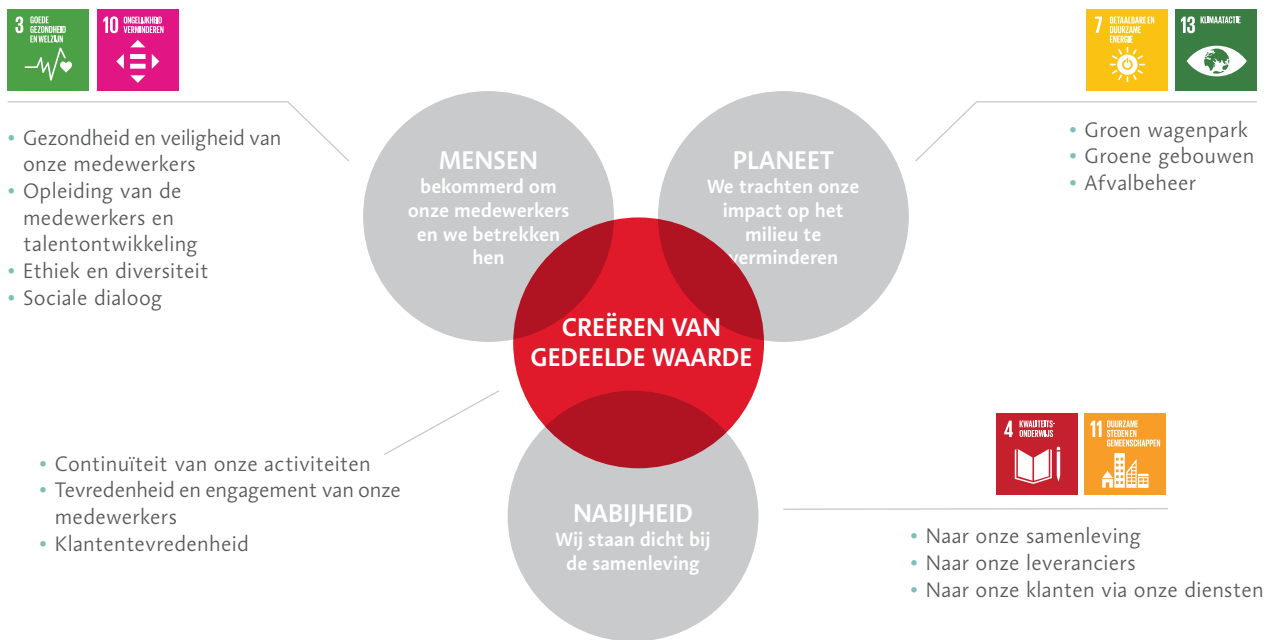 3 GOEDE
GEZONDHEID
EN WELZIJN
10 ONGELIJKHEID
VERMINDEREN
• Gezondheid en veiligheid van
onze medewerkers
• Opleiding van de
medewerkers en
talentontwikkeling
• Ethiek en diversiteit
• Sociale dialoog
MENSEN
bekommerd om
onze medewerkers
en we betrekken
hen
PLANEET
We trachten onze
impact op het
milieu te
verminderen
7 BETAALBARE EN
DUURZAME
ENERGIE
13 KLIMAATACTIE
• Groen wagenpark
• Groene gebouwen
• Afvalbeheer
CREËREN VAN
GEDEELDE WAARDE
• Continuïteit van onze activiteiten
• Tevredenheid en engagement van onze
medewerkers
• Klantentevredenheid
NABIJHEID
Wij staan dicht bij
de samenleving
4 KWALITEITS-
ONDERWIJS
11 DUURZAME
STEDEN EN
GEMEENSCHAPPEN
• Naar onze samenleving
• Naar onze leveranciers
• Naar onze klanten via onze diensten